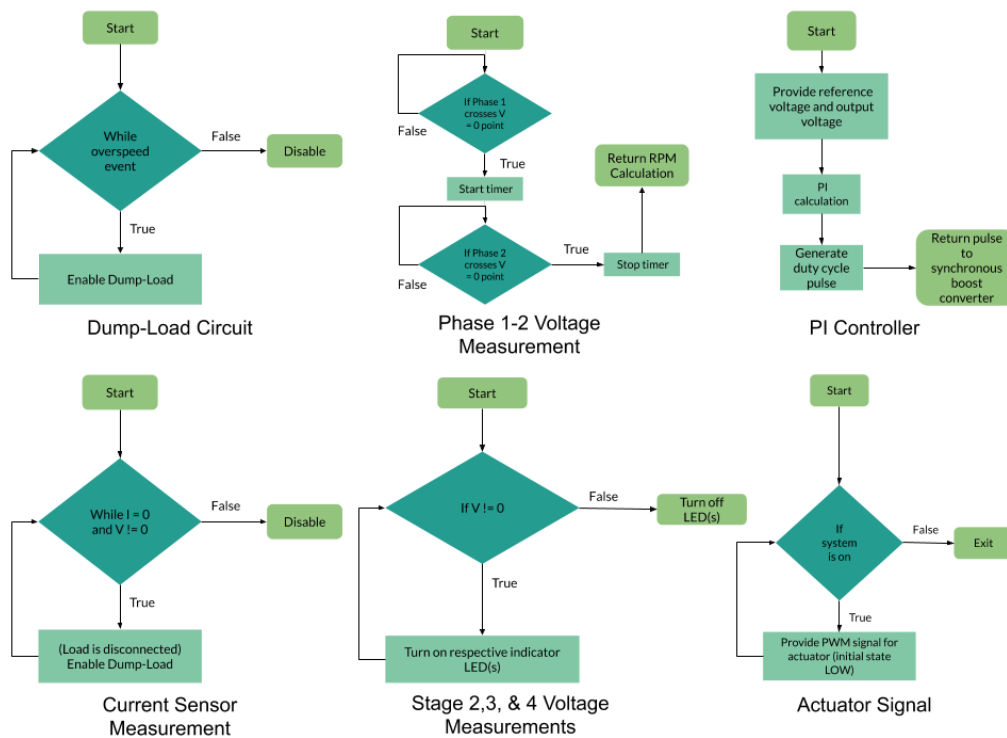 Start
While
overspeed
event
False
Disable
True
Enable Dump-Load
Dump-Load Circuit
Start
If Phase 1
crosses V
= 0 point
False
True
Start timer
If Phase 2
crosses V
= 0 point
False
True
Stop timer
Return RPM
Calculation
Phase 1-2 Voltage
Measurement
Start
Provide reference
voltage and output
voltage
PI
calculation
Generate
duty cycle
pulse
Return pulse
to
synchronous
boost
converter
PI Controller
Start
While I = 0
and V != 0
False
Disable
True
(Load is disconnected)
Enable Dump-Load
Current Sensor
Measurement
Start
If V != 0
False
Turn off
LED(s)
True
Turn on respective indicator
LED(s)
Stage 2,3, & 4 Voltage
Measurements
Start
If
system
is on
False
Exit
True
Provide PWM signal for
actuator (initial state
LOW)
Actuator Signal